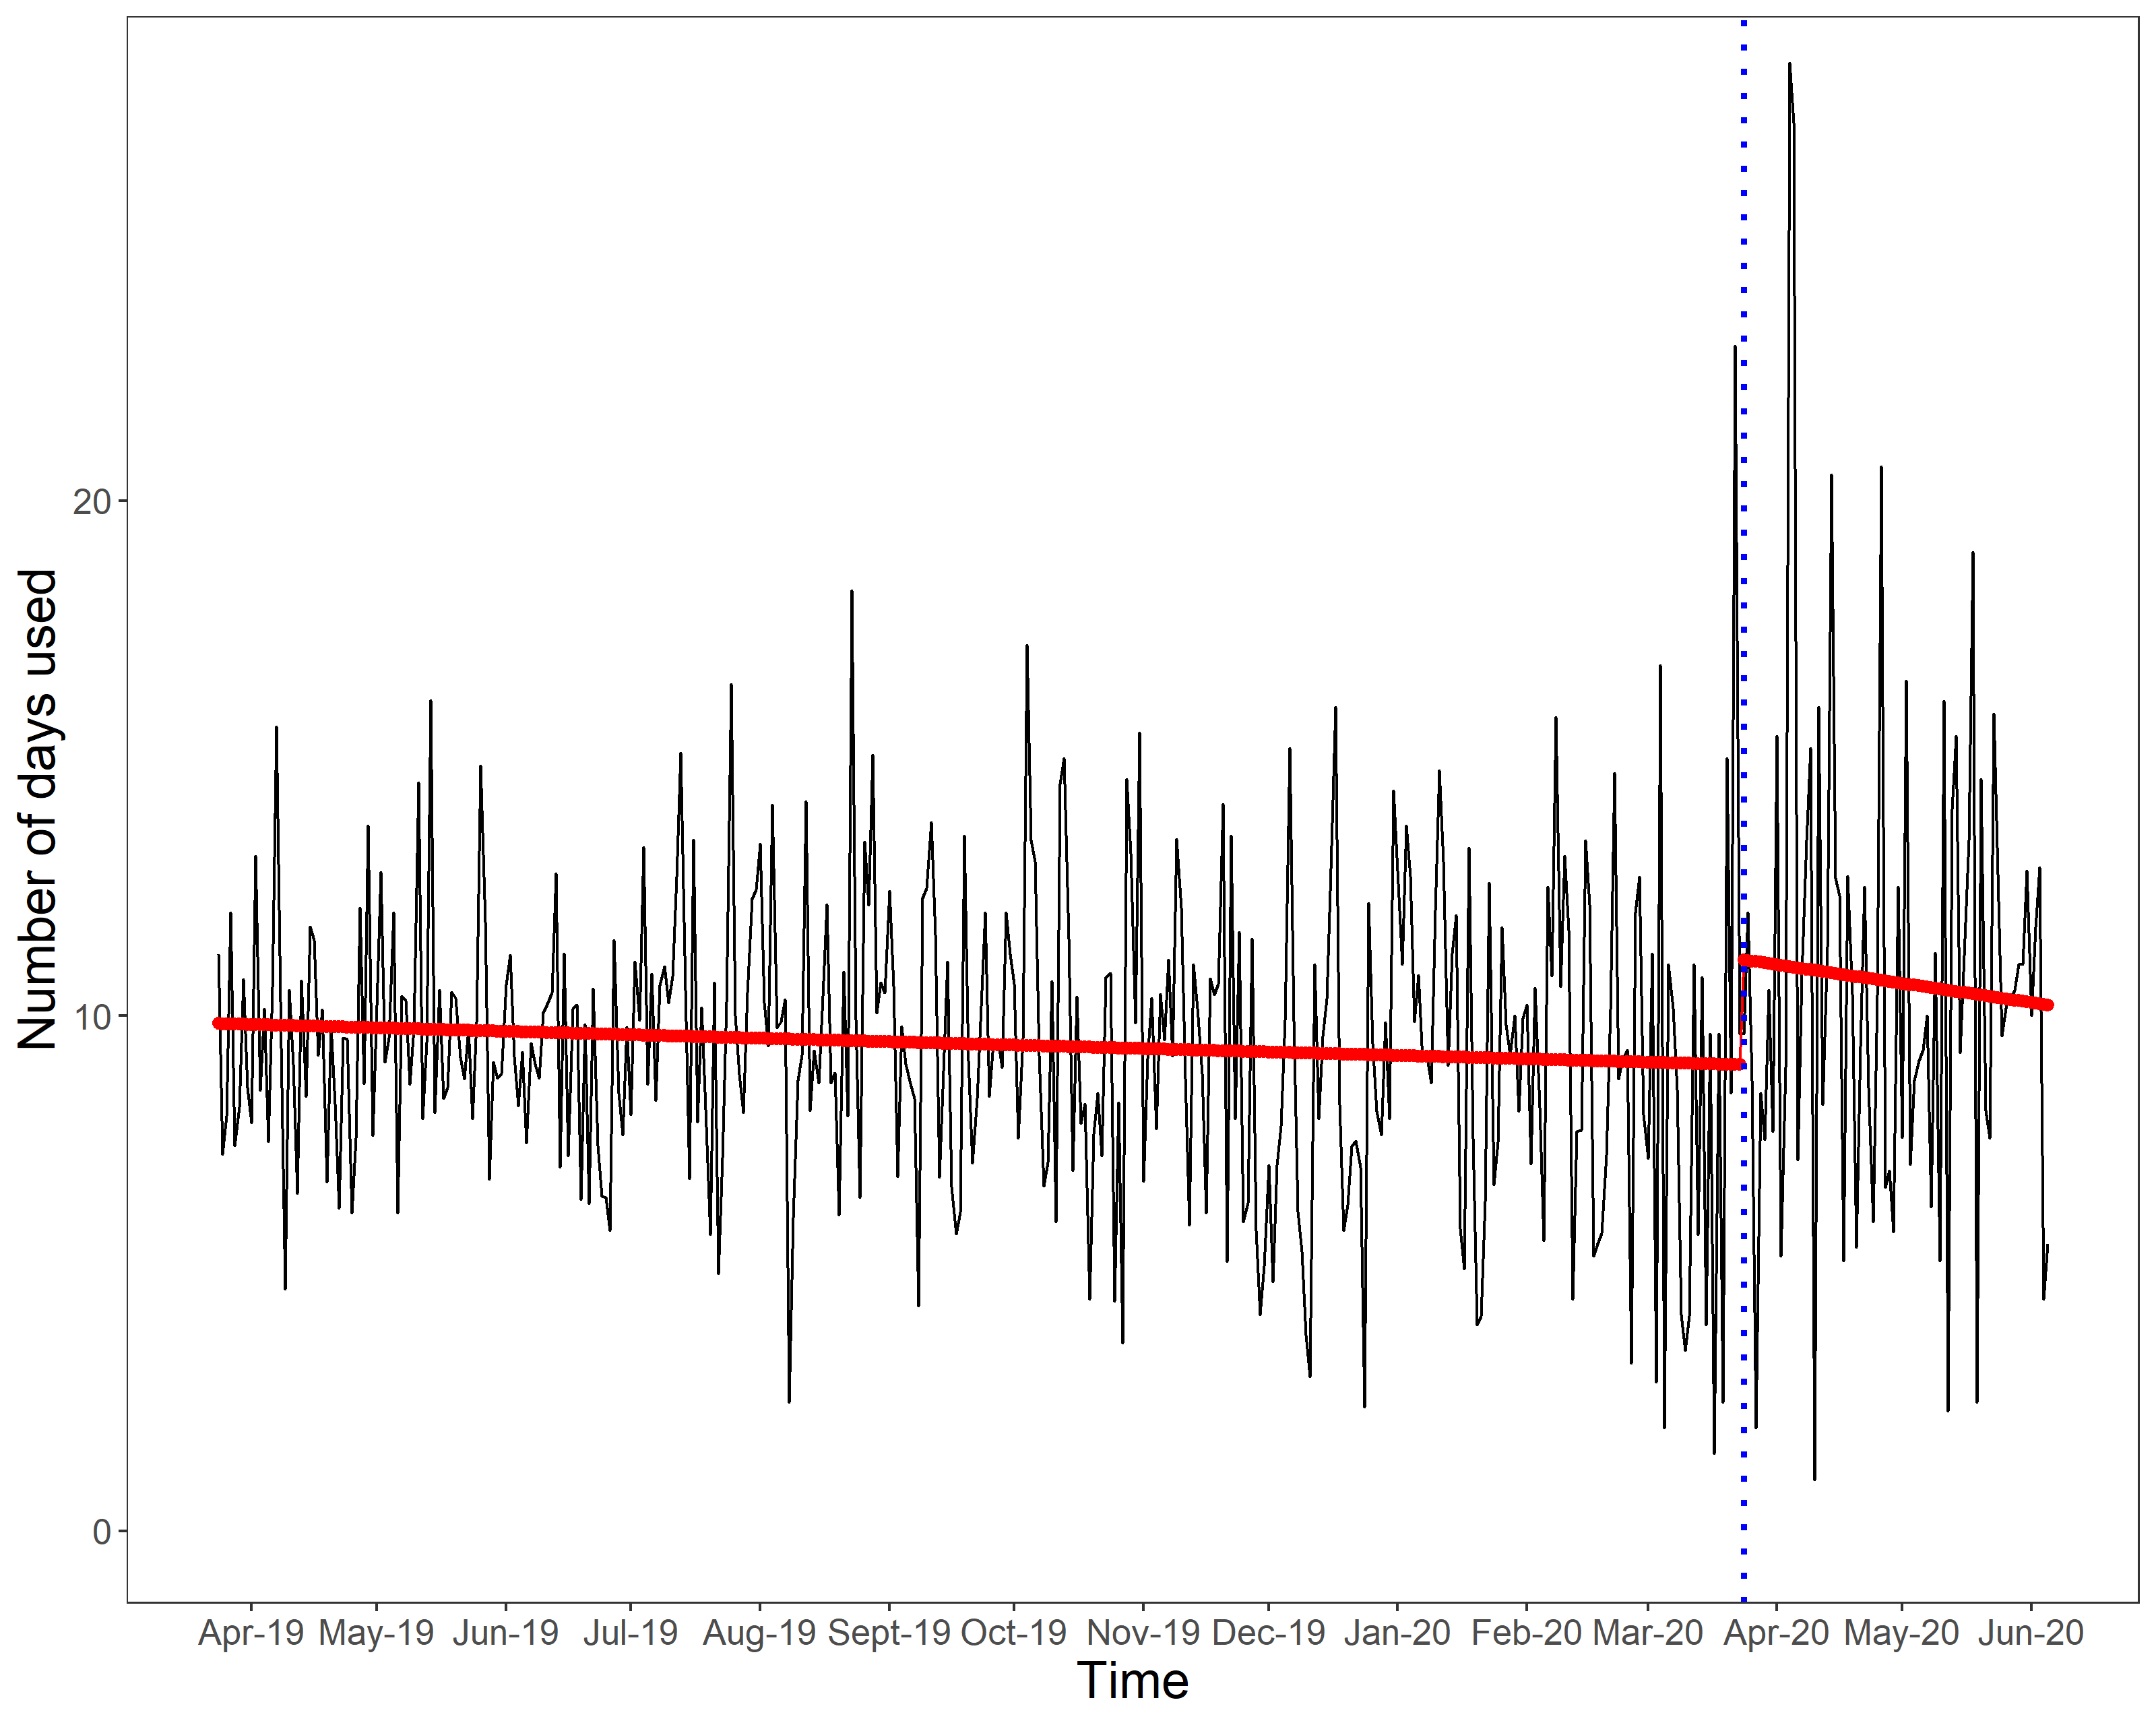 Number of days used
20
10
0
Apr-19 May-19 Jun-19 Jul-19 Aug-19 Sept-19 Oct-19 Nov-19 Dec-19 Jan-20 Feb-20 Mar-20 Apr-20 May-20 Jun-20
Time